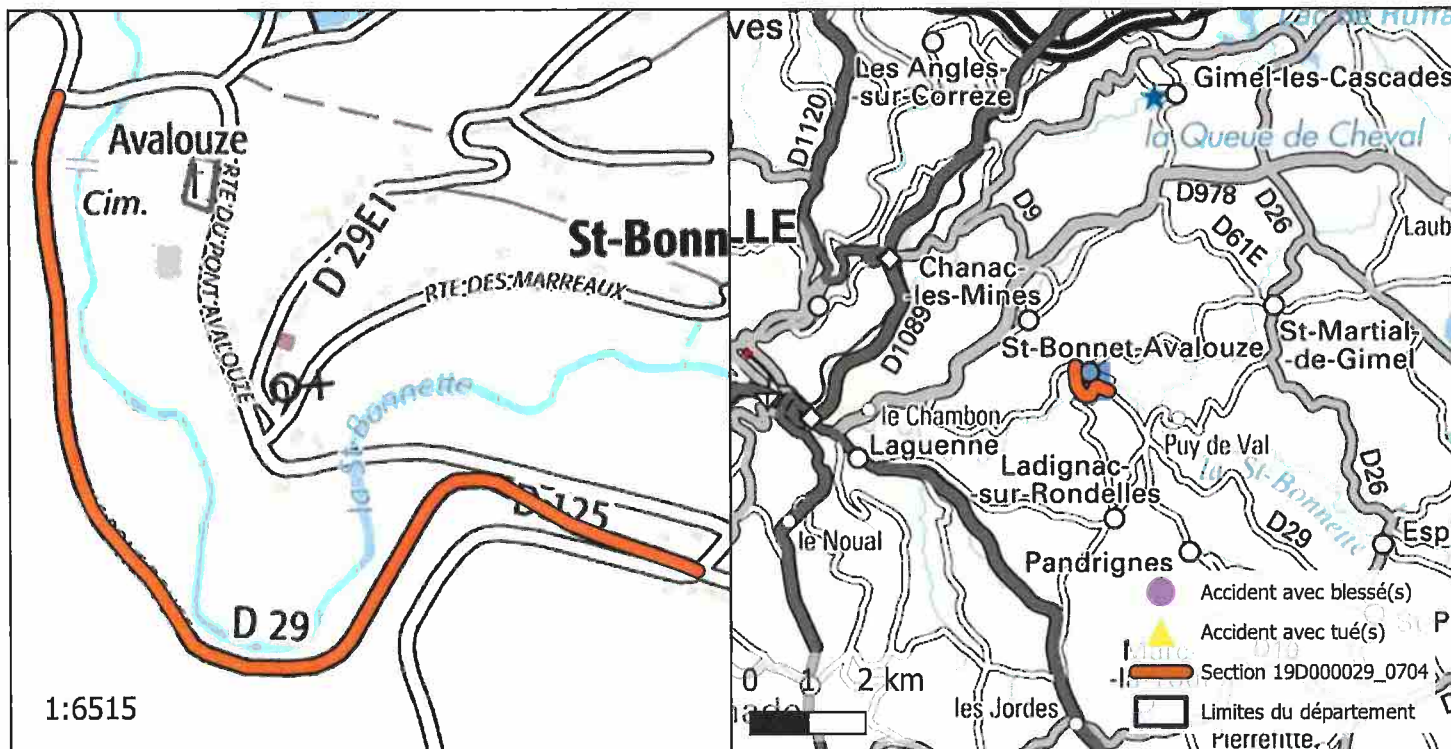 Avalouze
Cim.
RTE DU PONT AVALOUZE
D 29E1
St-Bonn
RTE-DES-MARREAUX
la St-Bonnette
D 125
D 29
1:6515
ves
Les Angles-
-sur-Corrèze
Gimel-les-Cascades
la Queue de Cheval
D1120
D9
D978
D26
D61E
Laub
LLE
Chanac-
-les-Mines
D1089
St-Bonnet-Avalouze
St-Martial-
-de-Gimel
le Chambon
Laguenne
Puy de Val
Ladignac-
-sur-Rondelles
la St-Bonnette
D26
D29
Esp
le Noual
Pandrignes
Accident avec blessé(s)
Accident avec tué(s)
Section 19D000029_0704
Limites du département
0 1 2 km
les Jordes
D10
Pierrefitte